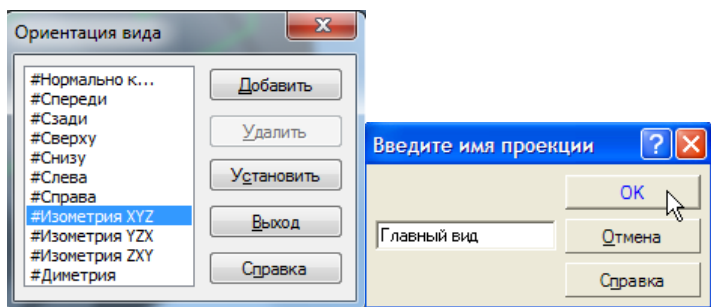 Ориентация вида
#Нормально к...
#Спереди
#Сзади
#Сверху
#Снизу
#Слева
#Справа
#Изометрия XYZ
#Изометрия YZX
#Изометрия ZXY
#Диметрия
Добавить
Удалить
Установить
Выход
Справка
Введите имя проекции
Главный вид
OK
Отмена
Справка